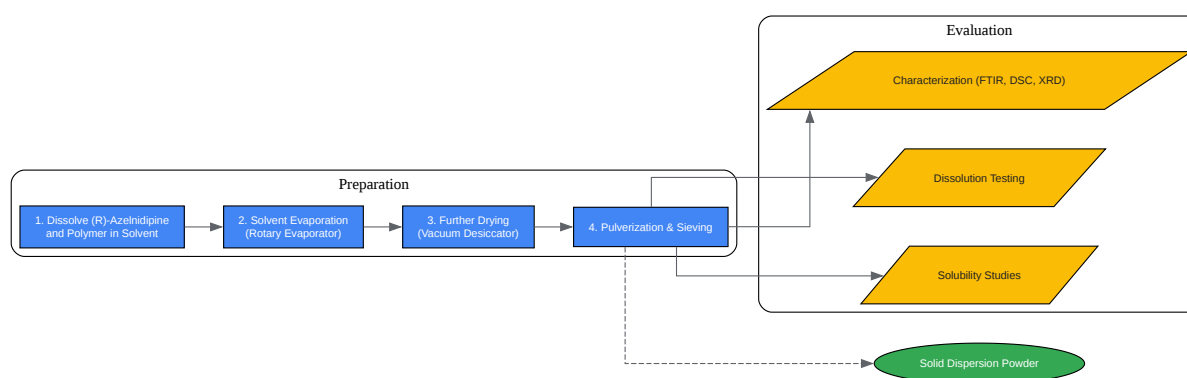 Evaluation
Characterization (FTIR, DSC, XRD)
Dissolution Testing
Preparation
1. Dissolve (R)-Azelnidipine
and Polymer in Solvent
2. Solvent Evaporation
(Rotary Evaporator)
3. Further Drying
(Vacuum Desiccator)
4. Pulverization & Sieving
Solubility Studies
Solid Dispersion Powder